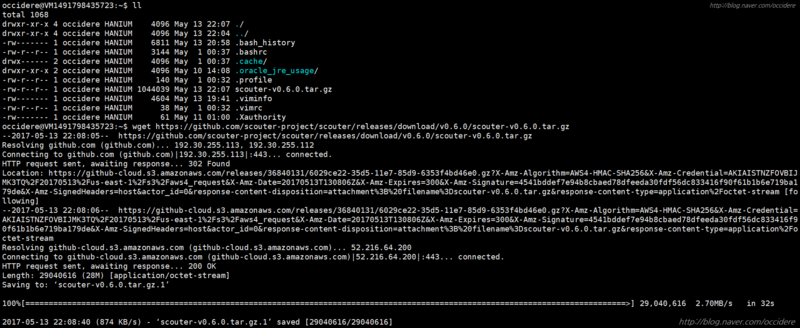 occidere@VM1491798435723:~$ ll
http://blog.naver.com/occidere
total 1068
drwxr-xr-x 4 occidere HANIUM    4096 May 13 22:07 ./
drwxr-xr-x 4 occidere HANIUM    4096 May 13 22:04 ../
-rw------- 1 occidere HANIUM    6811 May 13 20:58 .bash_history
-rw-r--r-- 1 occidere HANIUM    3144 May  1 00:37 .bashrc
drwx------ 2 occidere HANIUM    4096 May  1 00:37 .cache/
drwxr-xr-x 2 occidere HANIUM    4096 May 10 14:08 .oracle_jre_usage/
-rw-r--r-- 1 occidere HANIUM     140 May  1 00:32 .profile
-rw------- 1 occidere HANIUM 1044039 May 13 22:07 scouter-v0.6.0.tar.gz
-rw------- 1 occidere HANIUM    4604 May 13 19:41 .viminfo
-rw-r--r-- 1 occidere HANIUM      38 May  1 00:32 .vimrc
-rw------- 1 occidere HANIUM      61 May 11 01:00 .Xauthority
occidere@VM1491798435723:~$ wget https://github.com/scouter-project/scouter/releases/download/v0.6.0/scouter-v0.6.0.tar.gz
--2017-05-13 22:08:05--  https://github.com/scouter-project/scouter/releases/download/v0.6.0/scouter-v0.6.0.tar.gz
Resolving github.com (github.com)... 192.30.255.113, 192.30.255.112
Connecting to github.com (github.com)|192.30.255.113|:443... connected.
HTTP request sent, awaiting response... 302 Found
Location: https://github-cloud.s3.amazonaws.com/releases/36840131/6029ce22-35d5-11e7-85d9-6353f4bd46e0.gz?X-Amz-Algorithm=AWS4-HMAC-SHA256&X-Amz-Credential=AKIAISTNZFOVBIJMK3TQ%2F20170513%2Fus-east-1%2Fs3%2Faws4_request&X-Amz-Date=20170513T130806Z&X-Amz-Expires=300&X-Amz-Signature=4541bddef7e94b8cbaed78dfeeda30fdf56dc833416f90f61b1b6e719ba179de&X-Amz-SignedHeaders=host&actor_id=0&response-content-disposition=attachment%3B%20filename%3Dscouter-v0.6.0.tar.gz&response-content-type=application%2Foctet-stream [following]
--2017-05-13 22:08:06--  https://github-cloud.s3.amazonaws.com/releases/36840131/6029ce22-35d5-11e7-85d9-6353f4bd46e0.gz?X-Amz-Algorithm=AWS4-HMAC-SHA256&X-Amz-Credential=AKIAISTNZFOVBIJMK3TQ%2F20170513%2Fus-east-1%2Fs3%2Faws4_request&X-Amz-Date=20170513T130806Z&X-Amz-Expires=300&X-Amz-Signature=4541bddef7e94b8cbaed78dfeeda30fdf56dc833416f90f61b1b6e719ba179de&X-Amz-SignedHeaders=host&actor_id=0&response-content-disposition=attachment%3B%20filename%3Dscouter-v0.6.0.tar.gz&response-content-type=application%2Foctet-stream
Resolving github-cloud.s3.amazonaws.com (github-cloud.s3.amazonaws.com)... 52.216.64.200
Connecting to github-cloud.s3.amazonaws.com (github-cloud.s3.amazonaws.com)|52.216.64.200|:443... connected.
HTTP request sent, awaiting response... 200 OK
Length: 29040616 (28M) [application/octet-stream]
Saving to: ‘scouter-v0.6.0.tar.gz.1’
100%[=====================================================>] 29,040,616  2.70MB/s   in 32s
2017-05-13 22:08:40 (874 KB/s) - ‘scouter-v0.6.0.tar.gz.1’ saved [29040616/29040616]
http://blog.naver.com/occidere